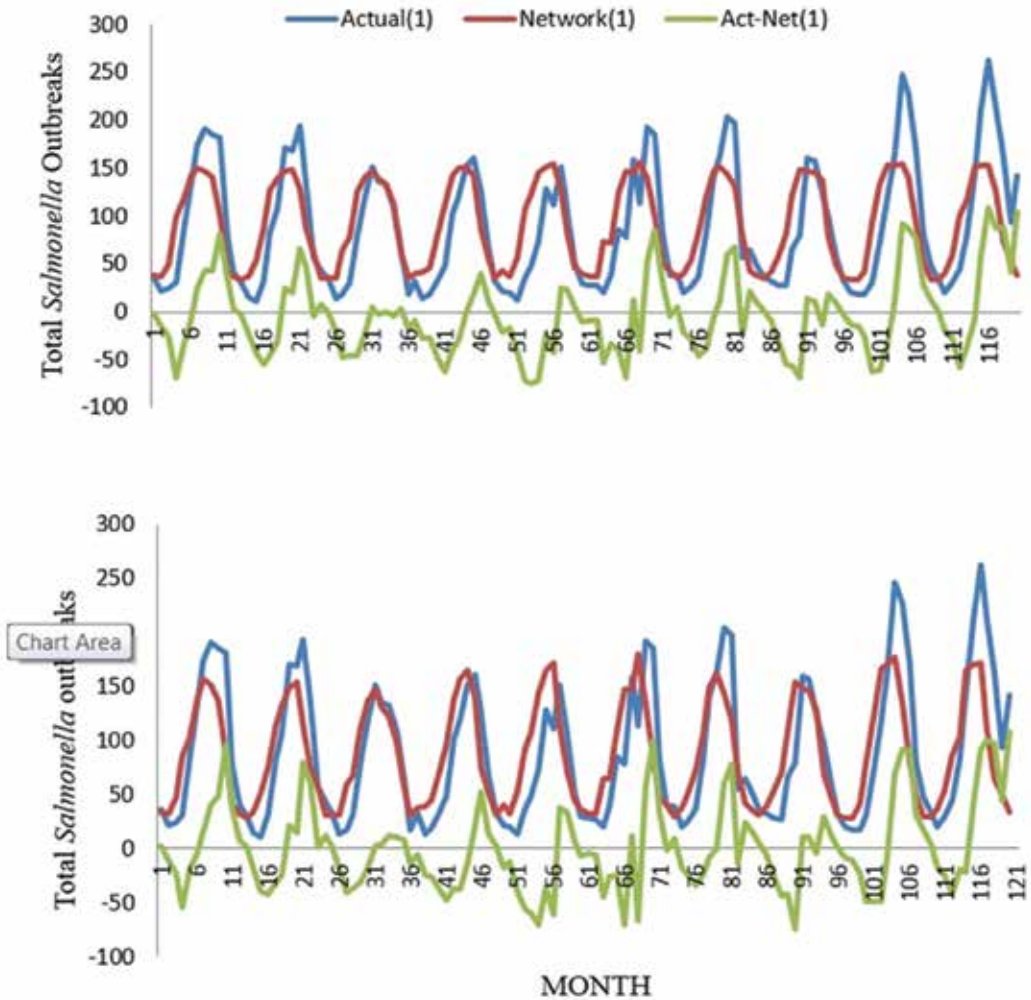 Actual(1) Network(1) Act-Net(1)
Total Salmonella Outbreaks
300
250
200
150
100
50
0
-50
-100
1 6 11 16 21 26 31 36 41 46 51 56 61 66 71 76 81 86 91 96 101 106 111 116
Total Salmonella outbreaks
300
250
150
100
50
0
-50
-100
Chart Area
1 6 11 16 21 26 31 36 41 46 51 56 61 66 71 76 81 86 91 96 101 106 111 116 121
MONTH